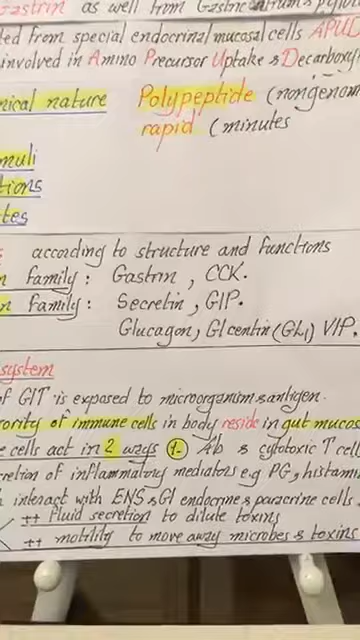 Gastrin as well from Gastric antrum & pylor
ted from special endocrinal mucosal cells APUD
involved in Amino Precursor Uptake & Decarboxy
nical nature Polypeptide (nongenom
rapid (minutes
muli
tions
tes
according to structure and functions
n family: Gastrin, CCK.
n family: Secretin, GIP.
Glucagon, Glcentin (GL1) VIP.
system
of GIT is exposed to microorganism & antigen.
ority of immune cells in body reside in gut mucos
e cells act in 2 ways 1- Ab & cytotoxic T cell
cretion of inflammatory mediators e.g PG, histami
h interact with ENS & GI endocrine & paracrine cells
++ fluid secretion to dilute toxins
++ motility to move away microbes & toxins